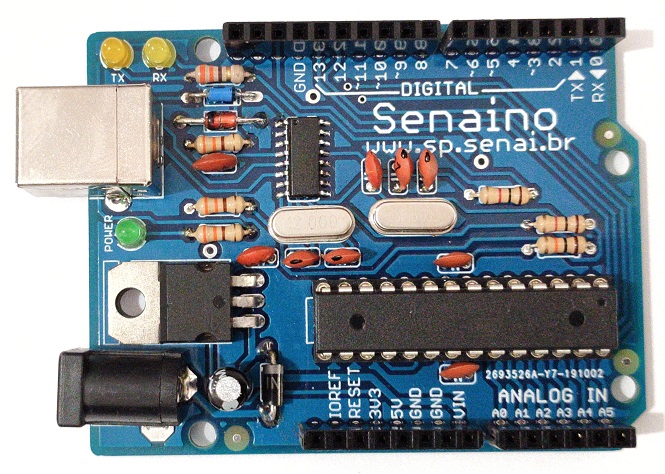 TX RX
GND 13 12 ~11 ~10 ~9 8 7 ~6 ~5 4 ~3 2 1 0
DIGITAL
TX RX
Senaino
www.sp.senai.br
POWER
2693526A-Y7-191002
IOREF RESET 3V3 5V GND GND VIN
ANALOG IN
A0 A1 A2 A3 A4 A5